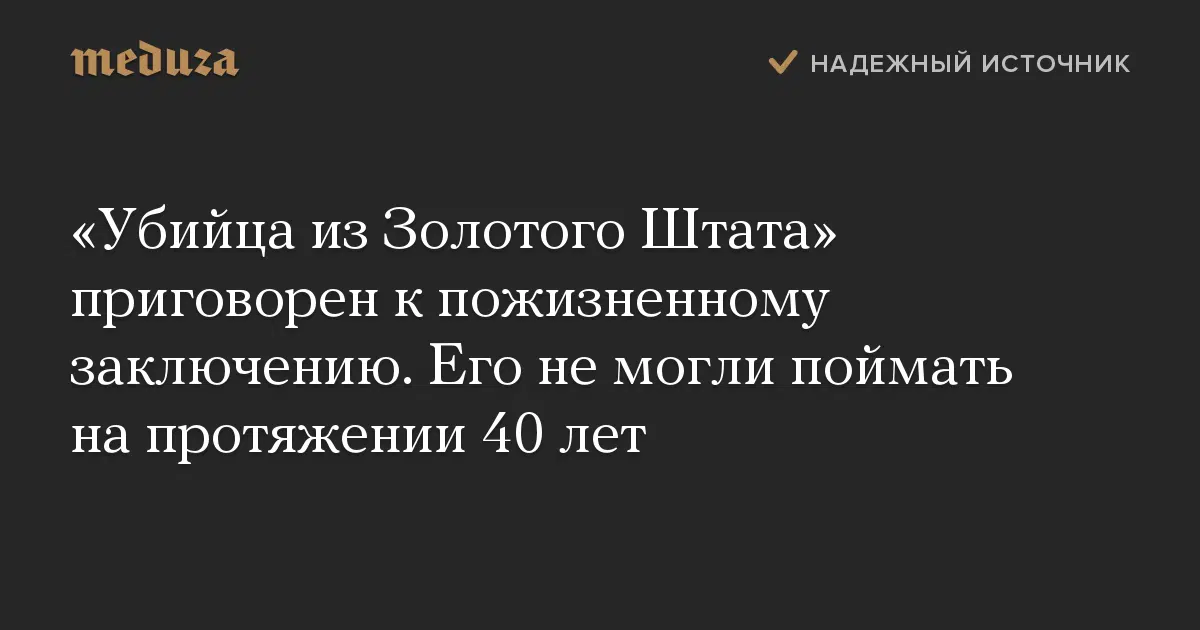 meduza
НАДЕЖНЫЙ ИСТОЧНИК
«Убийца из Золотого Штата»
приговорен к пожизненному
заключению. Его не могли поймать
на протяжении 40 лет